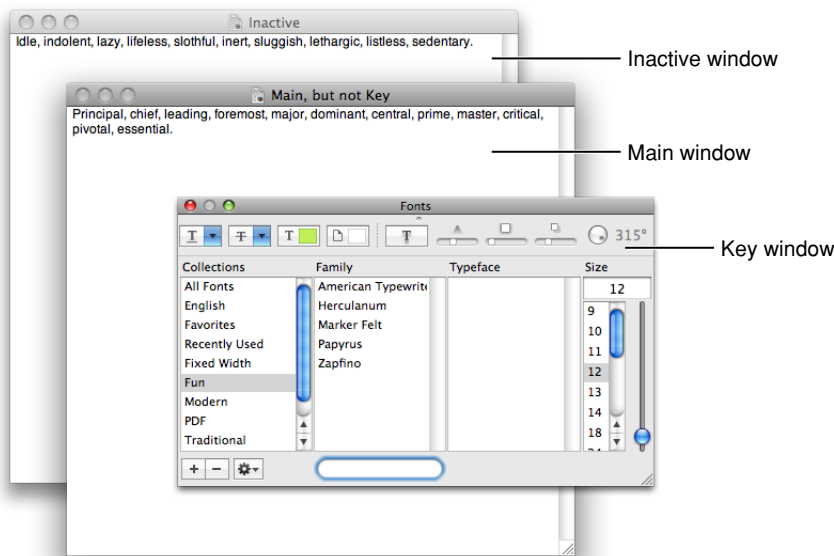 Inactive
Idle, indolent, lazy, lifeless, slothful, inert, sluggish, lethargic, listless, sedentary.
Inactive window
Main, but not Key
Principal, chief, leading, foremost, major, dominant, central, prime, master, critical,
pivotal, essential.
Main window
Fonts
T T T T 315°
Key window
Collections Family Typeface Size
12
All Fonts American Typewrite
English Herculanum 9
Favorites Marker Felt 10
Recently Used Papyrus 11
Fixed Width Zapfino 12
Fun 13
Modern 14
PDF 18
Traditional